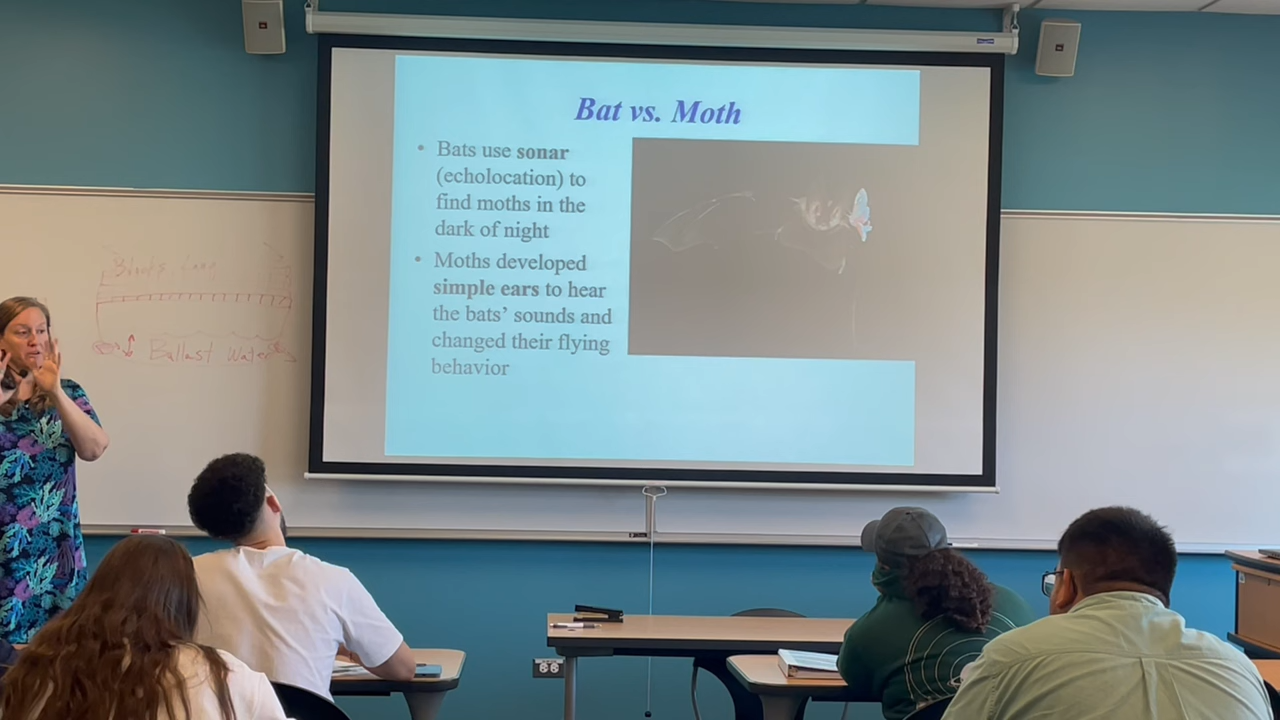 Bat vs. Moth
• Bats use sonar
(echolocation) to
find moths in the
dark of night
• Moths developed
simple ears to hear
the bats' sounds and
changed their flying
behavior
Ballast Water